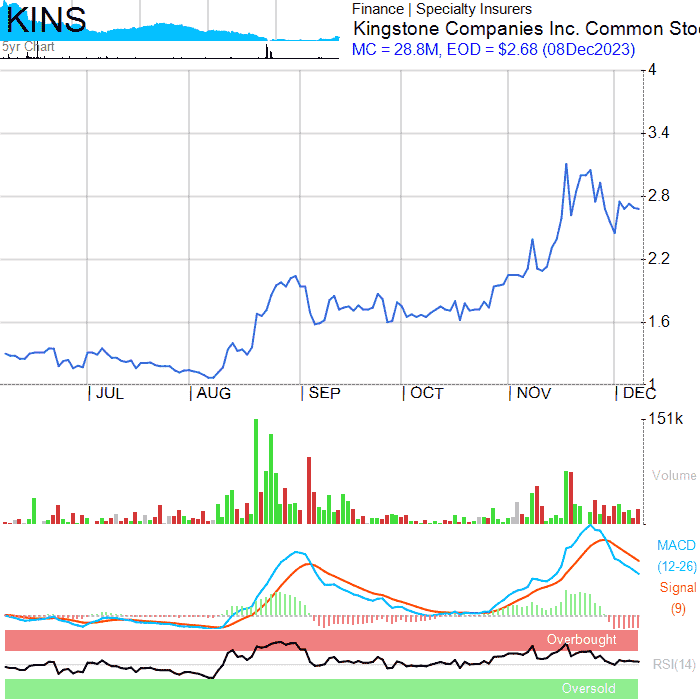 KINS
5yr Chart
Finance | Specialty Insurers
Kingstone Companies Inc. Common Sto
MC = 28.8M, EOD = $2.68 (08Dec2023)
4
3.4
2.8
2.2
1.6
1
JUL
AUG
SEP
OCT
NOV
DEC
151k
Volume
MACD
(12-26)
Signal
(9)
Overbought
RSI(14)
Oversold